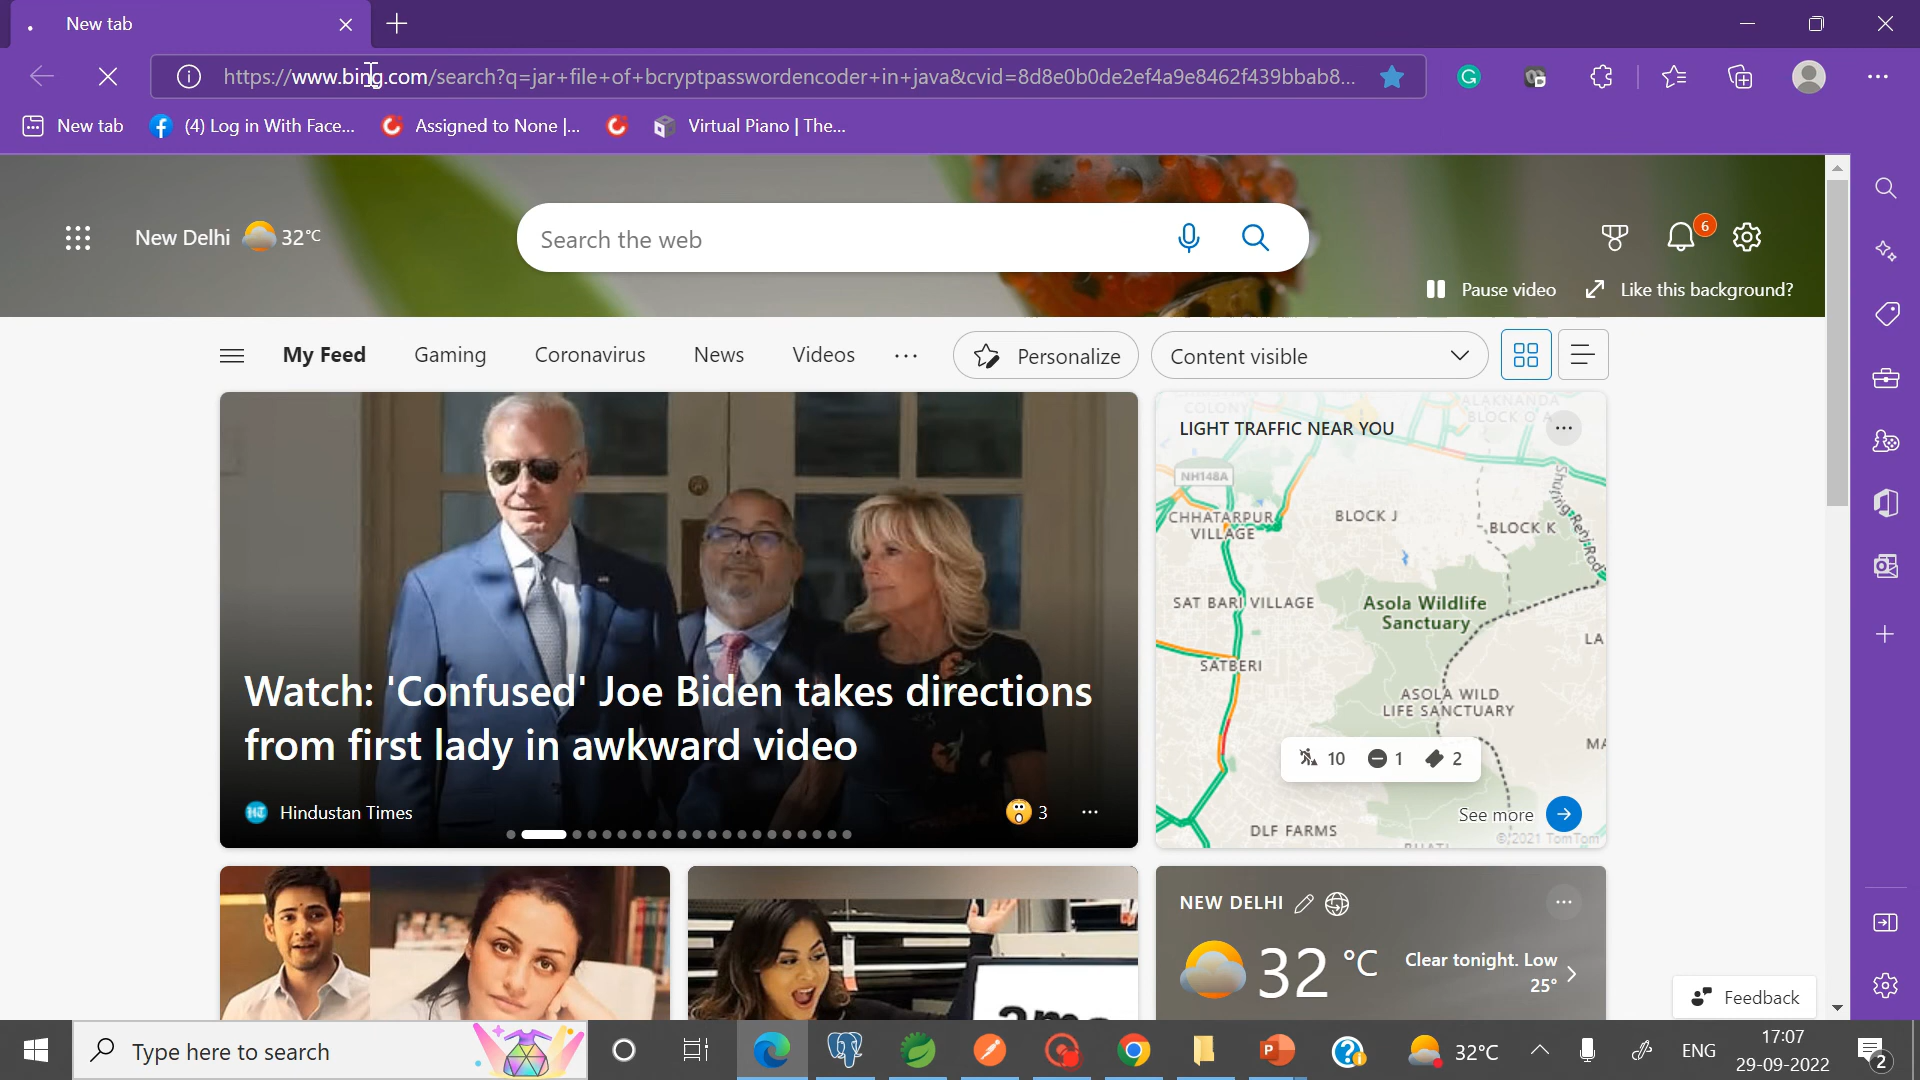 New tab
https://www.bing.com/search?q=jar+file+of+bcryptpasswordencoder+in+java&cvid=8d8e0b0de2ef4a9e8462f439bbab8...
New tab
(4) Log in With Face...
Assigned to None |...
Virtual Piano | The...
New Delhi 32°C
Search the web
6
Pause video
Like this background?
My Feed
Gaming
Coronavirus
News
Videos
Personalize
Content visible
Watch: 'Confused' Joe Biden takes directions
from first lady in awkward video
Hindustan Times
3
LIGHT TRAFFIC NEAR YOU
ALAKNANDA
BLOCK O A
COLONY
NH148A
CHHATARPUR
VILLAGE
BLOCK J
BLOCK K
SAT BARI VILLAGE
Asola Wildlife
Sanctuary
LA
SATBERI
ASOLA WILD
LIFE SANCTUARY
10
1
2
See more
DLF FARMS
©2021 TomTom
NEW DELHI
32 °C
Clear tonight. Low
25°
Feedback
Type here to search
32°C
ENG
17:07
29-09-2022
2